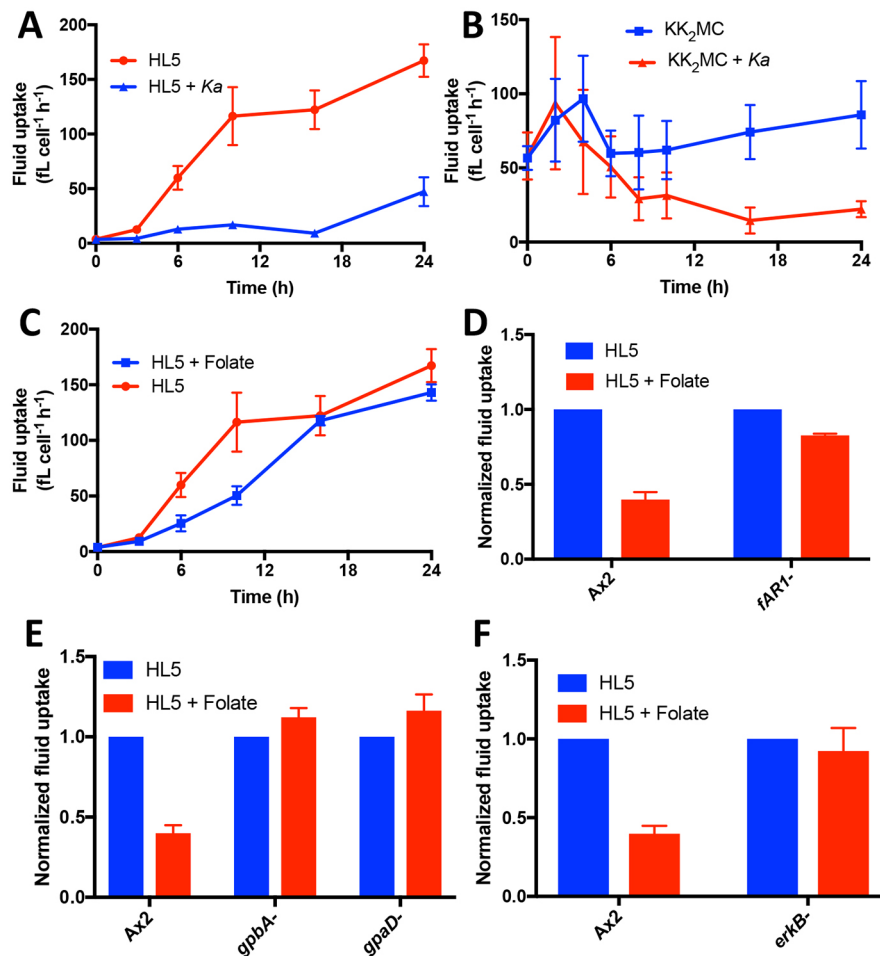 A
200
150
100
50
0
Fluid uptake
(fL cell⁻¹ h⁻¹)
HL5
HL5 + Ka
0 6 12 18 24
Time (h)
B
150
100
50
0
Fluid uptake
(fL cell⁻¹ h⁻¹)
KK₂MC
KK₂MC + Ka
0 6 12 18 24
Time (h)
C
200
150
100
50
0
Fluid uptake
(fL cell⁻¹ h⁻¹)
HL5 + Folate
HL5
0 6 12 18 24
Time (h)
D
1.5
1.0
0.5
0.0
Normalized fluid uptake
HL5
HL5 + Folate
Ax2 fAR1-
E
1.5
1.0
0.5
0.0
Normalized fluid uptake
HL5
HL5 + Folate
Ax2 gpbA- gpaD-
F
1.5
1.0
0.5
0.0
Normalized fluid uptake
HL5
HL5 + Folate
Ax2 erkB-